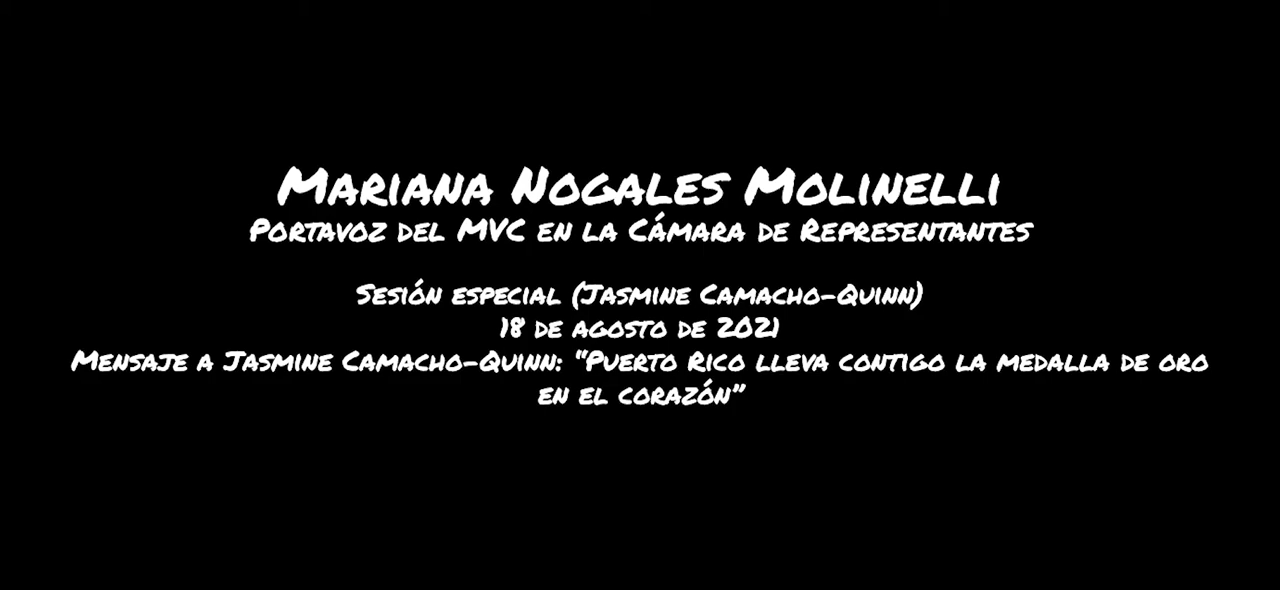 Mariana Nogales Molinelli
Portavoz del MVC en la Cámara de Representantes
Sesión especial (Jasmine Camacho-Quinn)
18 de agosto de 2021
Mensaje a Jasmine Camacho-Quinn: “Puerto Rico lleva contigo la medalla de oro
en el corazón”